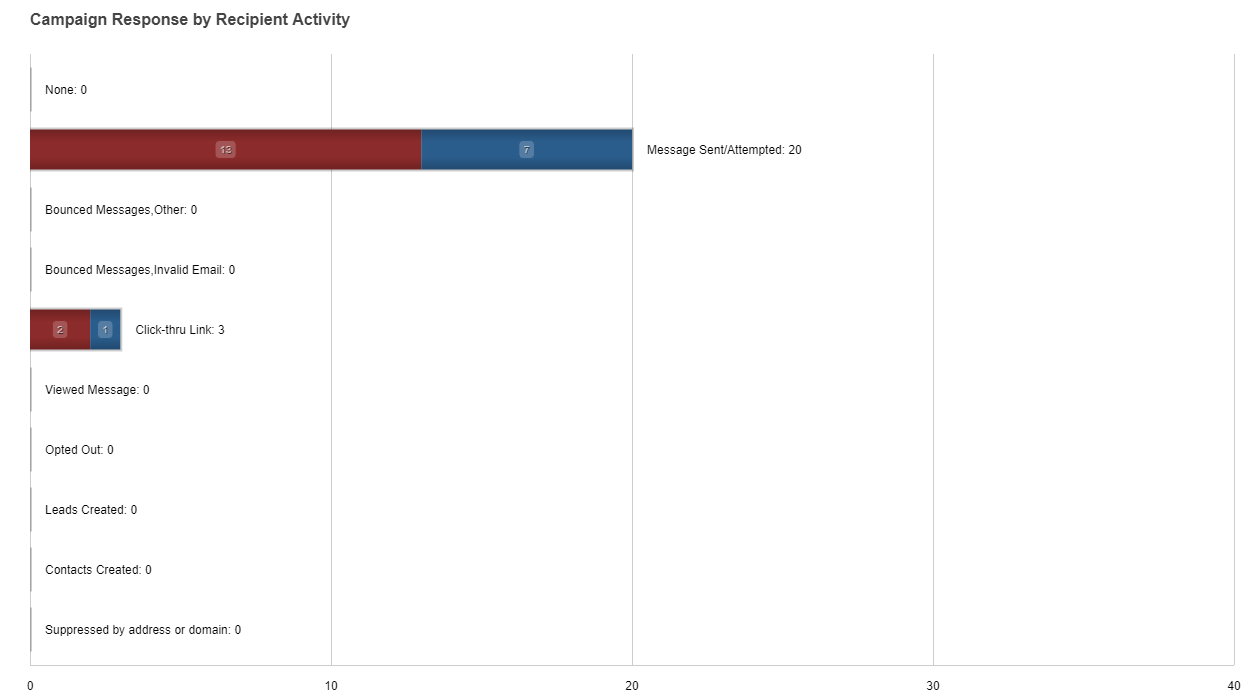 Campaign Response by Recipient Activity
None: 0
13 7 Message Sent/Attempted: 20
Bounced Messages,Other: 0
Bounced Messages,Invalid Email: 0
2 1 Click-thru Link: 3
Viewed Message: 0
Opted Out: 0
Leads Created: 0
Contacts Created: 0
Suppressed by address or domain: 0
0 10 20 30 40